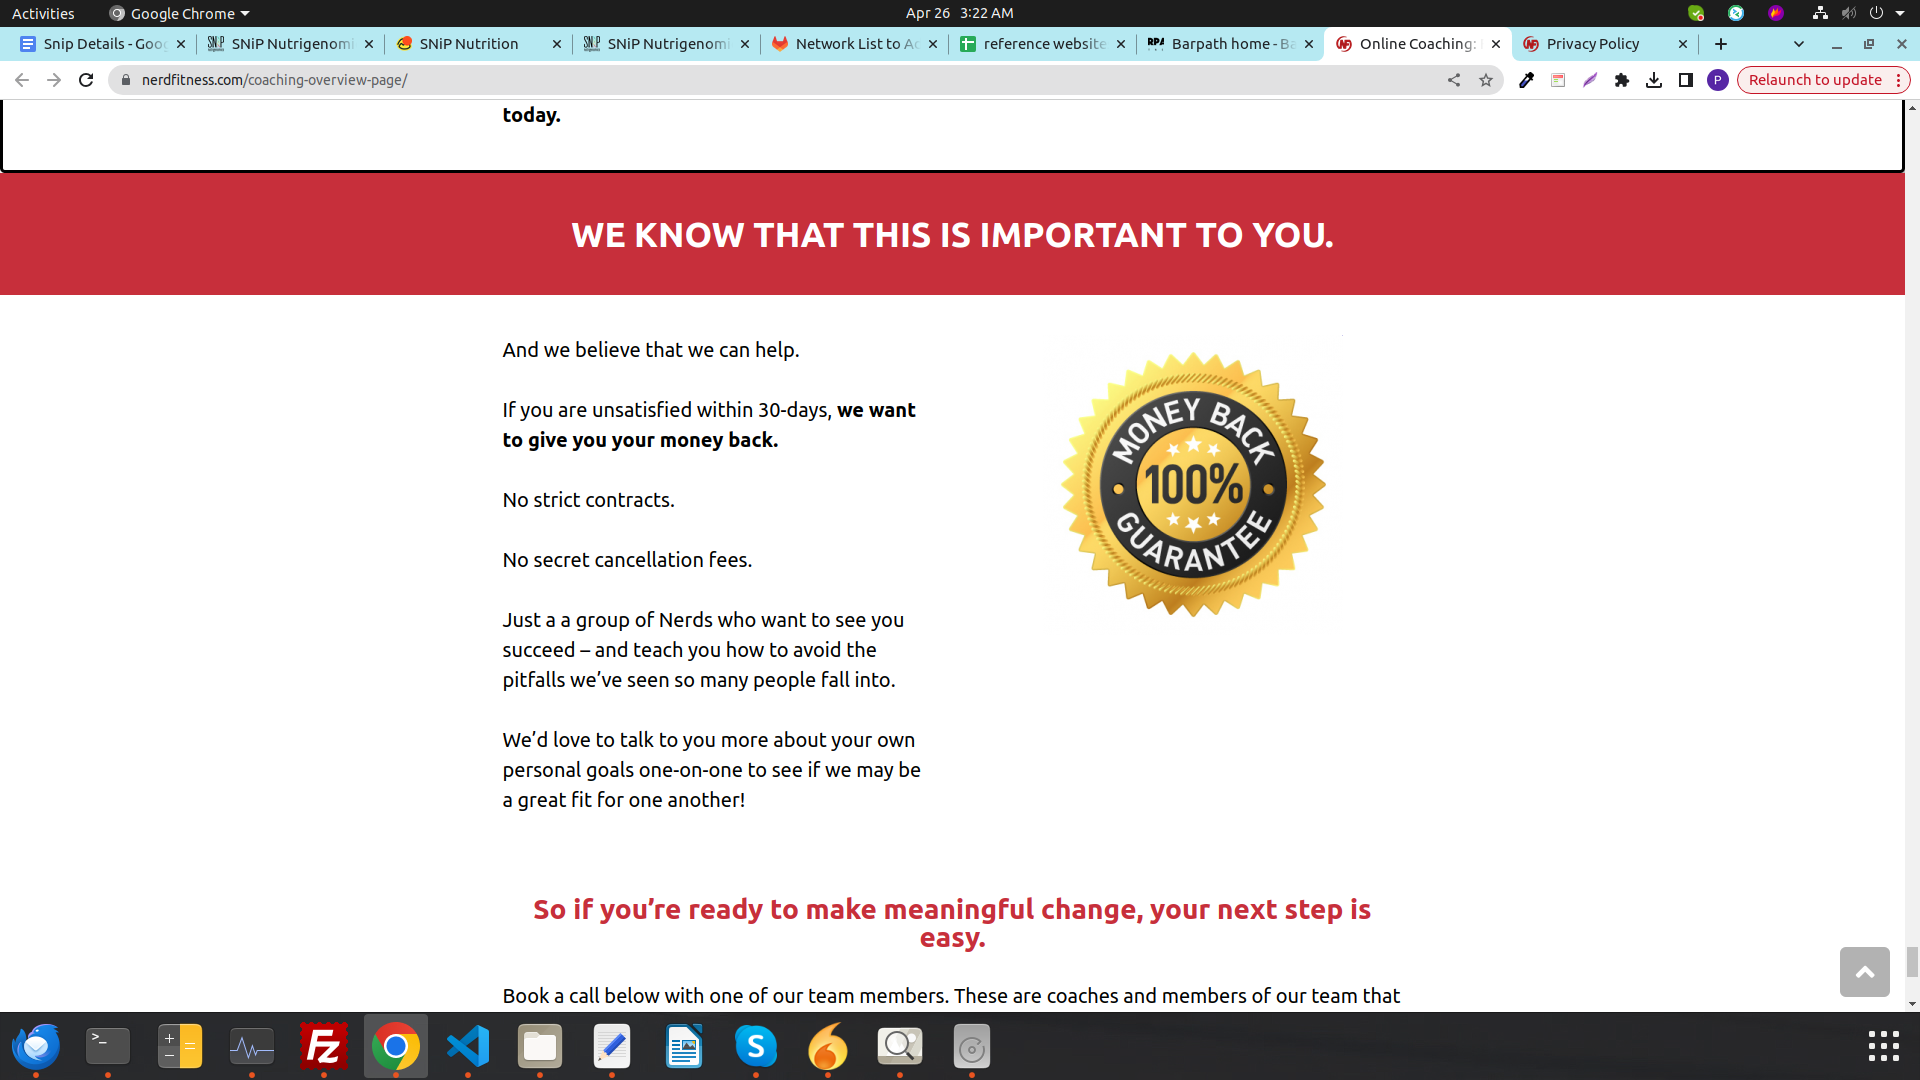 Activities
Google Chrome
Apr 26 3:22 AM
Snip Details - Goo
SNiP Nutrigenomi
SNiP Nutrition
SNiP Nutrigenomi
Network List to Ac
reference website
RPA
Barpath home - Ba
Online Coaching:
Privacy Policy
nerdfitness.com/coaching-overview-page/
P
Relaunch to update
today.
WE KNOW THAT THIS IS IMPORTANT TO YOU.
And we believe that we can help.
If you are unsatisfied within 30-days, we want
to give you your money back.
No strict contracts.
No secret cancellation fees.
Just a a group of Nerds who want to see you
succeed – and teach you how to avoid the
pitfalls we’ve seen so many people fall into.
We’d love to talk to you more about your own
personal goals one-on-one to see if we may be
a great fit for one another!
MONEY BACK
100%
GUARANTEE
So if you’re ready to make meaningful change, your next step is
easy.
Book a call below with one of our team members. These are coaches and members of our team that